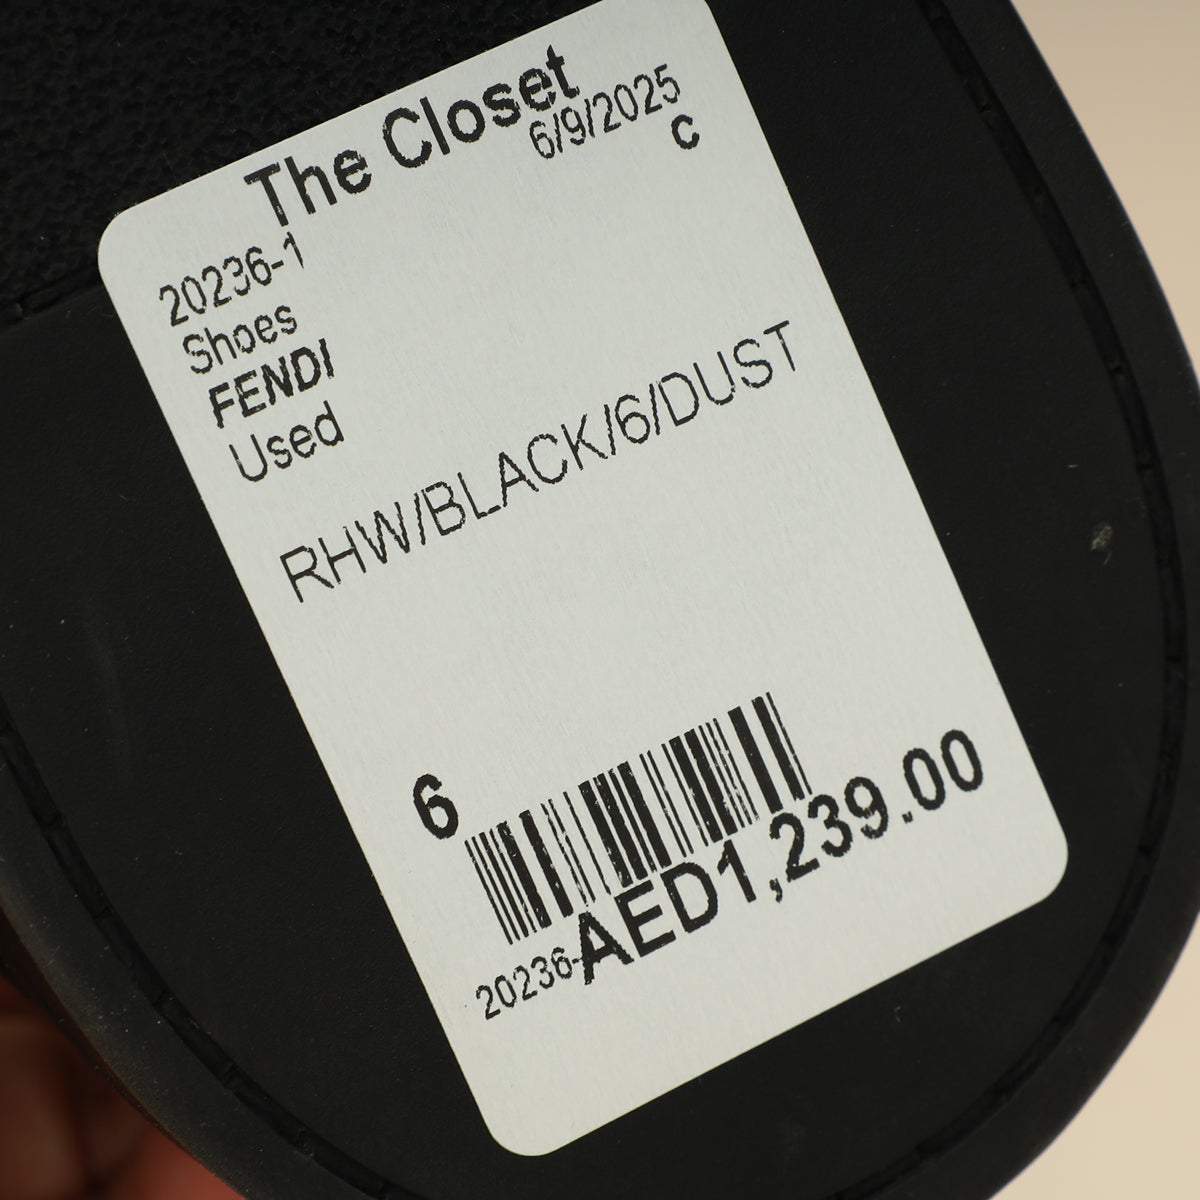 The Closet
6/9/2025
C
20236-1
Shoes
FENDI
Used
RHW/BLACK/6/DUST
6
20236-
AED1,239.00